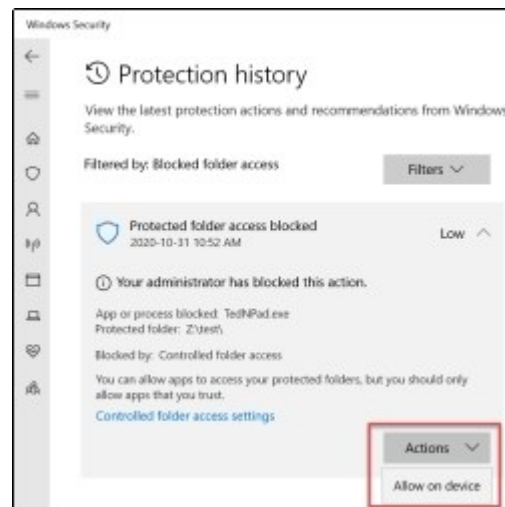 Windows Security
Protection history
View the latest protection actions and recommendations from Windows
Security.
Filtered by: Blocked folder access
Filters
Protected folder access blocked
2020-10-31 10:52 AM
Low
Your administrator has blocked this action.
App or process blocked: TedNPad.exe
Protected folder: Z:\test\
Blocked by: Controlled folder access
You can allow apps to access your protected folders, but you should only
allow apps that you trust.
Controlled folder access settings
Actions
Allow on device